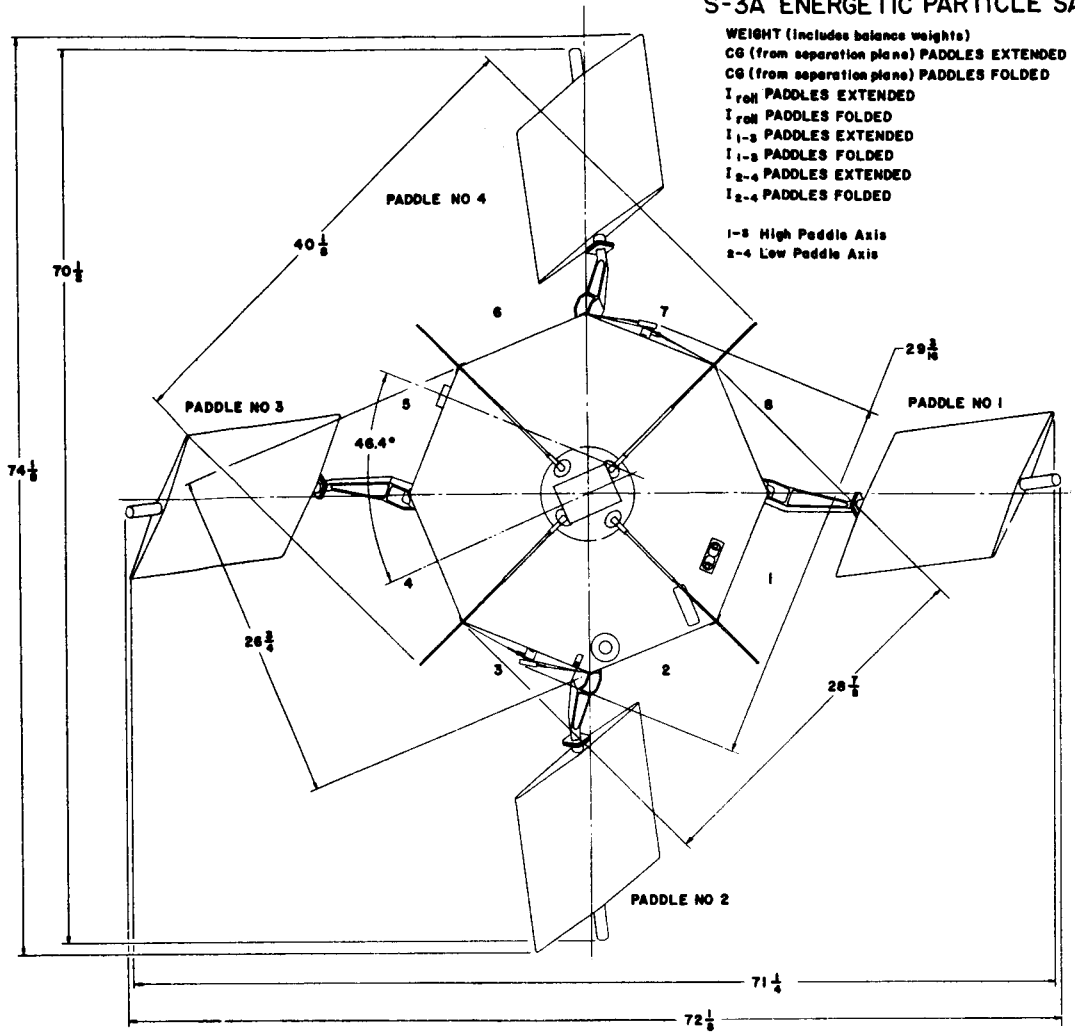 S-3A ENERGETIC PARTICLE SA
WEIGHT (includes balance weights)
CG (from separation plane) PADDLES EXTENDED
CG (from separation plane) PADDLES FOLDED
I roll PADDLES EXTENDED
I roll PADDLES FOLDED
I 1-3 PADDLES EXTENDED
I 1-3 PADDLES FOLDED
I 2-4 PADDLES EXTENDED
I 2-4 PADDLES FOLDED
1-3 High Paddle Axis
2-4 Low Paddle Axis
PADDLE NO 4
40 1/8
70 1/2
6
7
29 3/16
PADDLE NO 3
5
8
PADDLE NO 1
46.4°
74 1/8
4
1
26 3/4
3
2
28 7/8
PADDLE NO 2
71 1/4
72 1/8